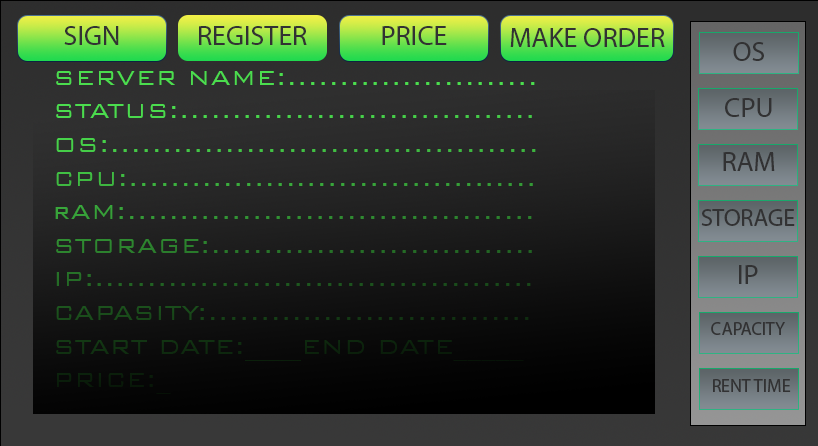 SIGN REGISTER PRICE MAKE ORDER
SERVER NAME:..............................
STATUS:.....................................
OS:.............................................
CPU:...........................................
rAM:............................................
STORAGE:.................................
IP:...............................................
CAPASITY:.................................
START DATE:____END DATE_____
PRICE:_
OS
CPU
RAM
STORAGE
IP
CAPACITY
RENT TIME